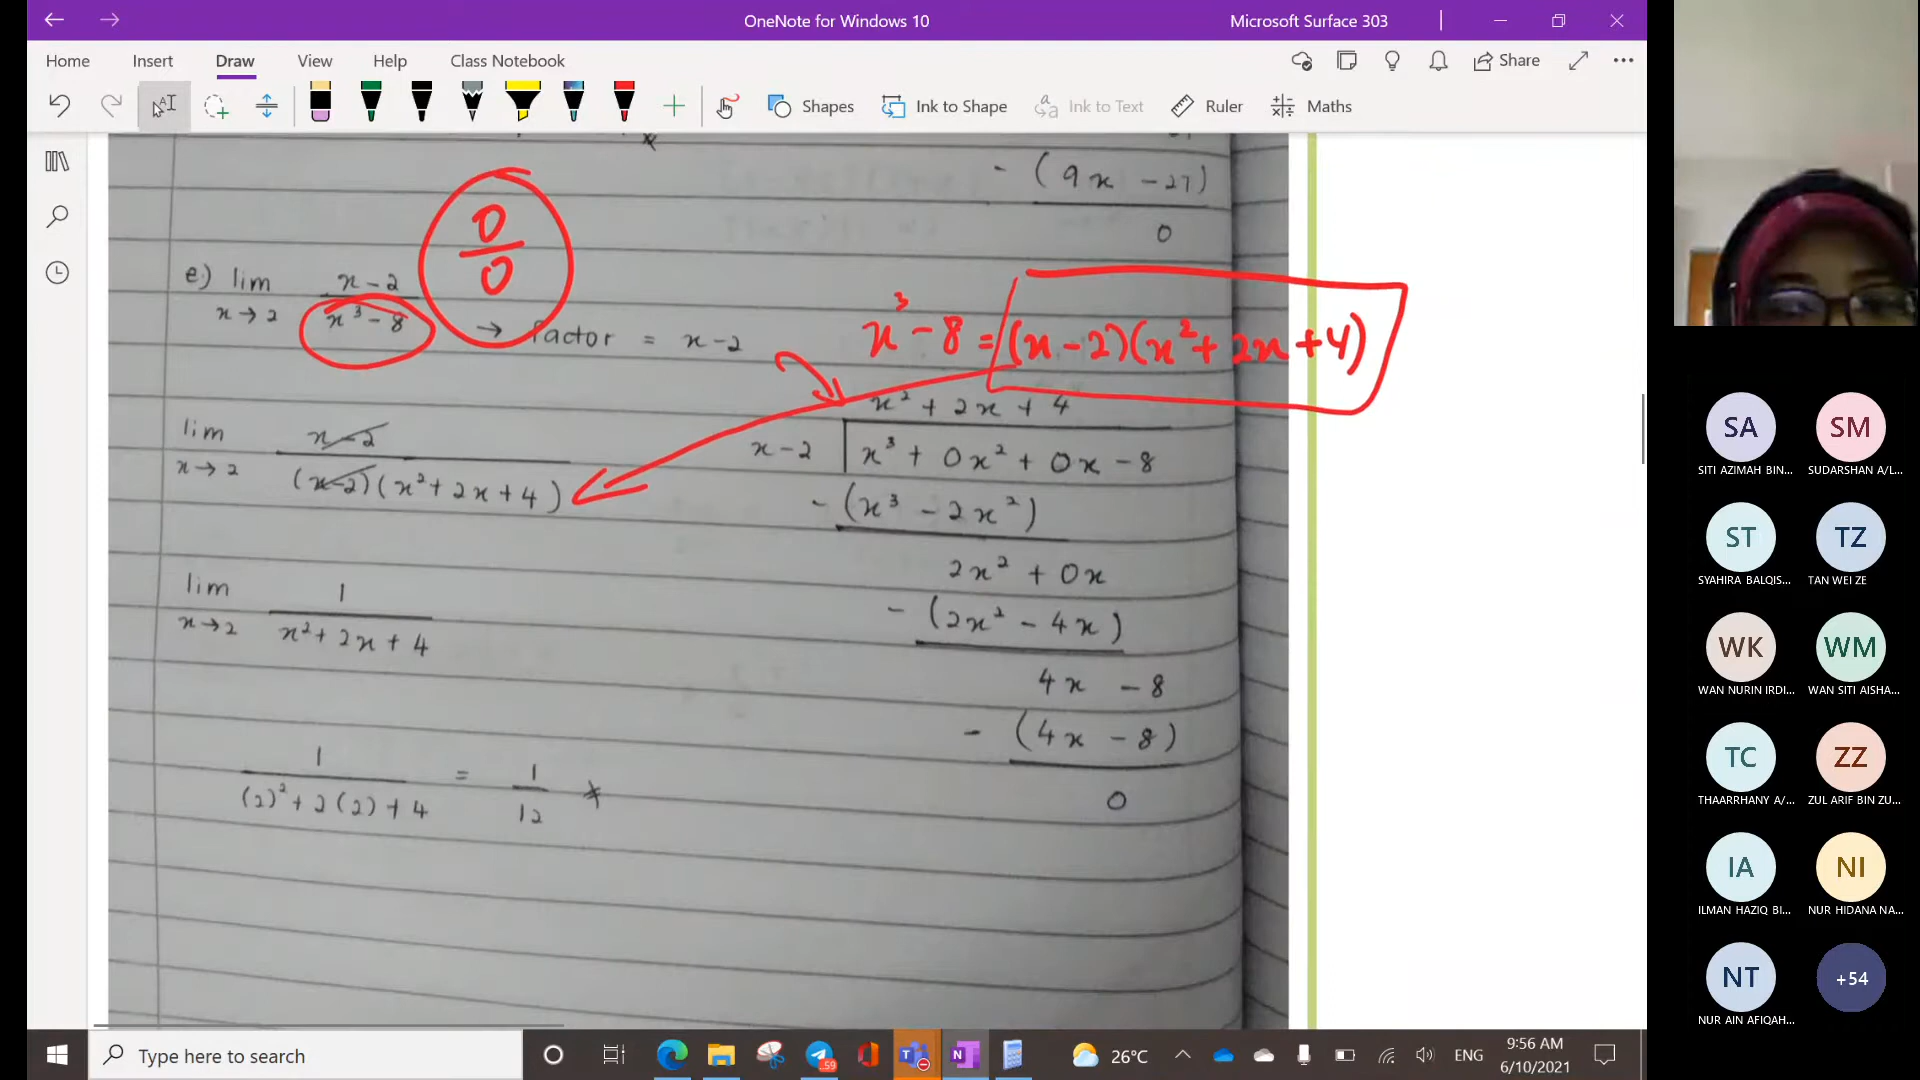 OneNote for Windows 10
Microsoft Surface 303
Home Insert Draw View Help Class Notebook
Share
Shapes Ink to Shape Ink to Text Ruler Maths
- (9x - 27)
0
0
0
e) lim x - 2
x → 2 x³ - 8 → factor = x - 2
x³ - 8 = (x - 2)(x² + 2x + 4)
lim x - 2
x → 2 (x-2)(x² + 2x + 4)
x² + 2x + 4
x - 2 x³ + 0x² + 0x - 8
- (x³ - 2x²)
2x² + 0x
- (2x² - 4x)
4x - 8
- (4x - 8)
0
lim 1
x → 2 x² + 2x + 4
1 = 1
(2)² + 2(2) + 4 12
SA SM
SITI AZIMAH BIN... SUDARSHAN A/L...
ST TZ
SYAHIRA BALQIS... TAN WEI ZE
WK WM
WAN NURIN IRDI... WAN SITI AISHA...
TC ZZ
THAARRHANY A/... ZUL ARIF BIN ZU...
IA NI
ILMAN HAZIQ BI... NUR HIDANA NA...
NT +54
NUR AIN AFIQAH...
Type here to search
59
26°C
ENG
9:56 AM
6/10/2021